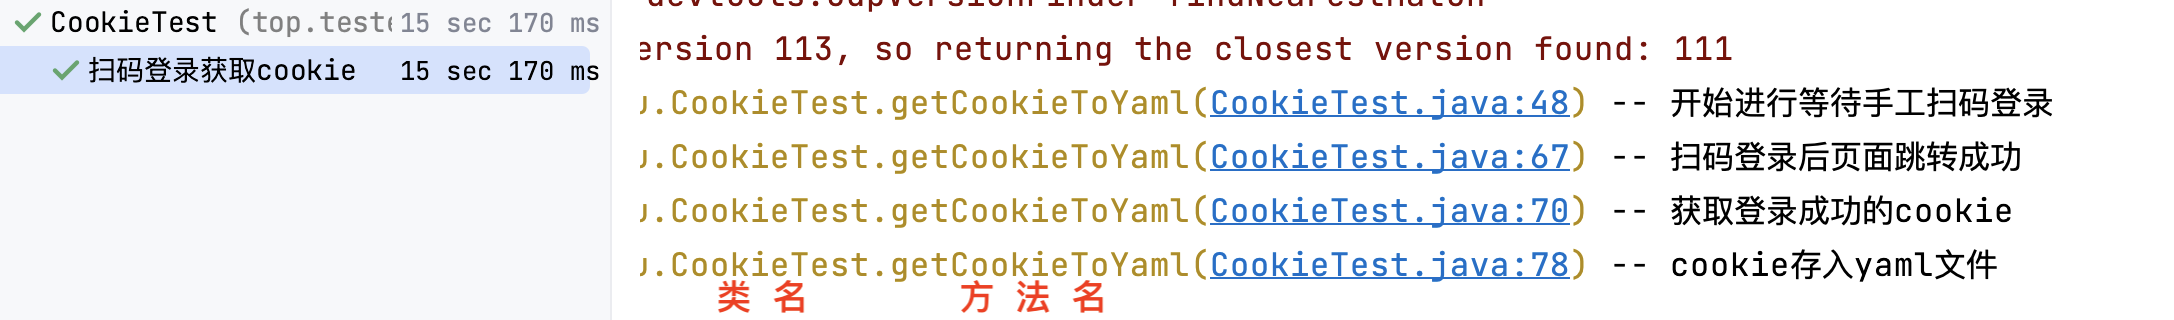 CookieTest (top.teste 15 sec 170 ms
扫码登录获取cookie 15 sec 170 ms
devtools.CdpVersionFinder findNearestMatch
ersion 113, so returning the closest version found: 111
u.CookieTest.getCookieToYaml(CookieTest.java:48) -- 开始进行等待手工扫码登录
u.CookieTest.getCookieToYaml(CookieTest.java:67) -- 扫码登录后页面跳转成功
u.CookieTest.getCookieToYaml(CookieTest.java:70) -- 获取登录成功的cookie
u.CookieTest.getCookieToYaml(CookieTest.java:78) -- cookie存入yaml文件
类 名 方 法 名